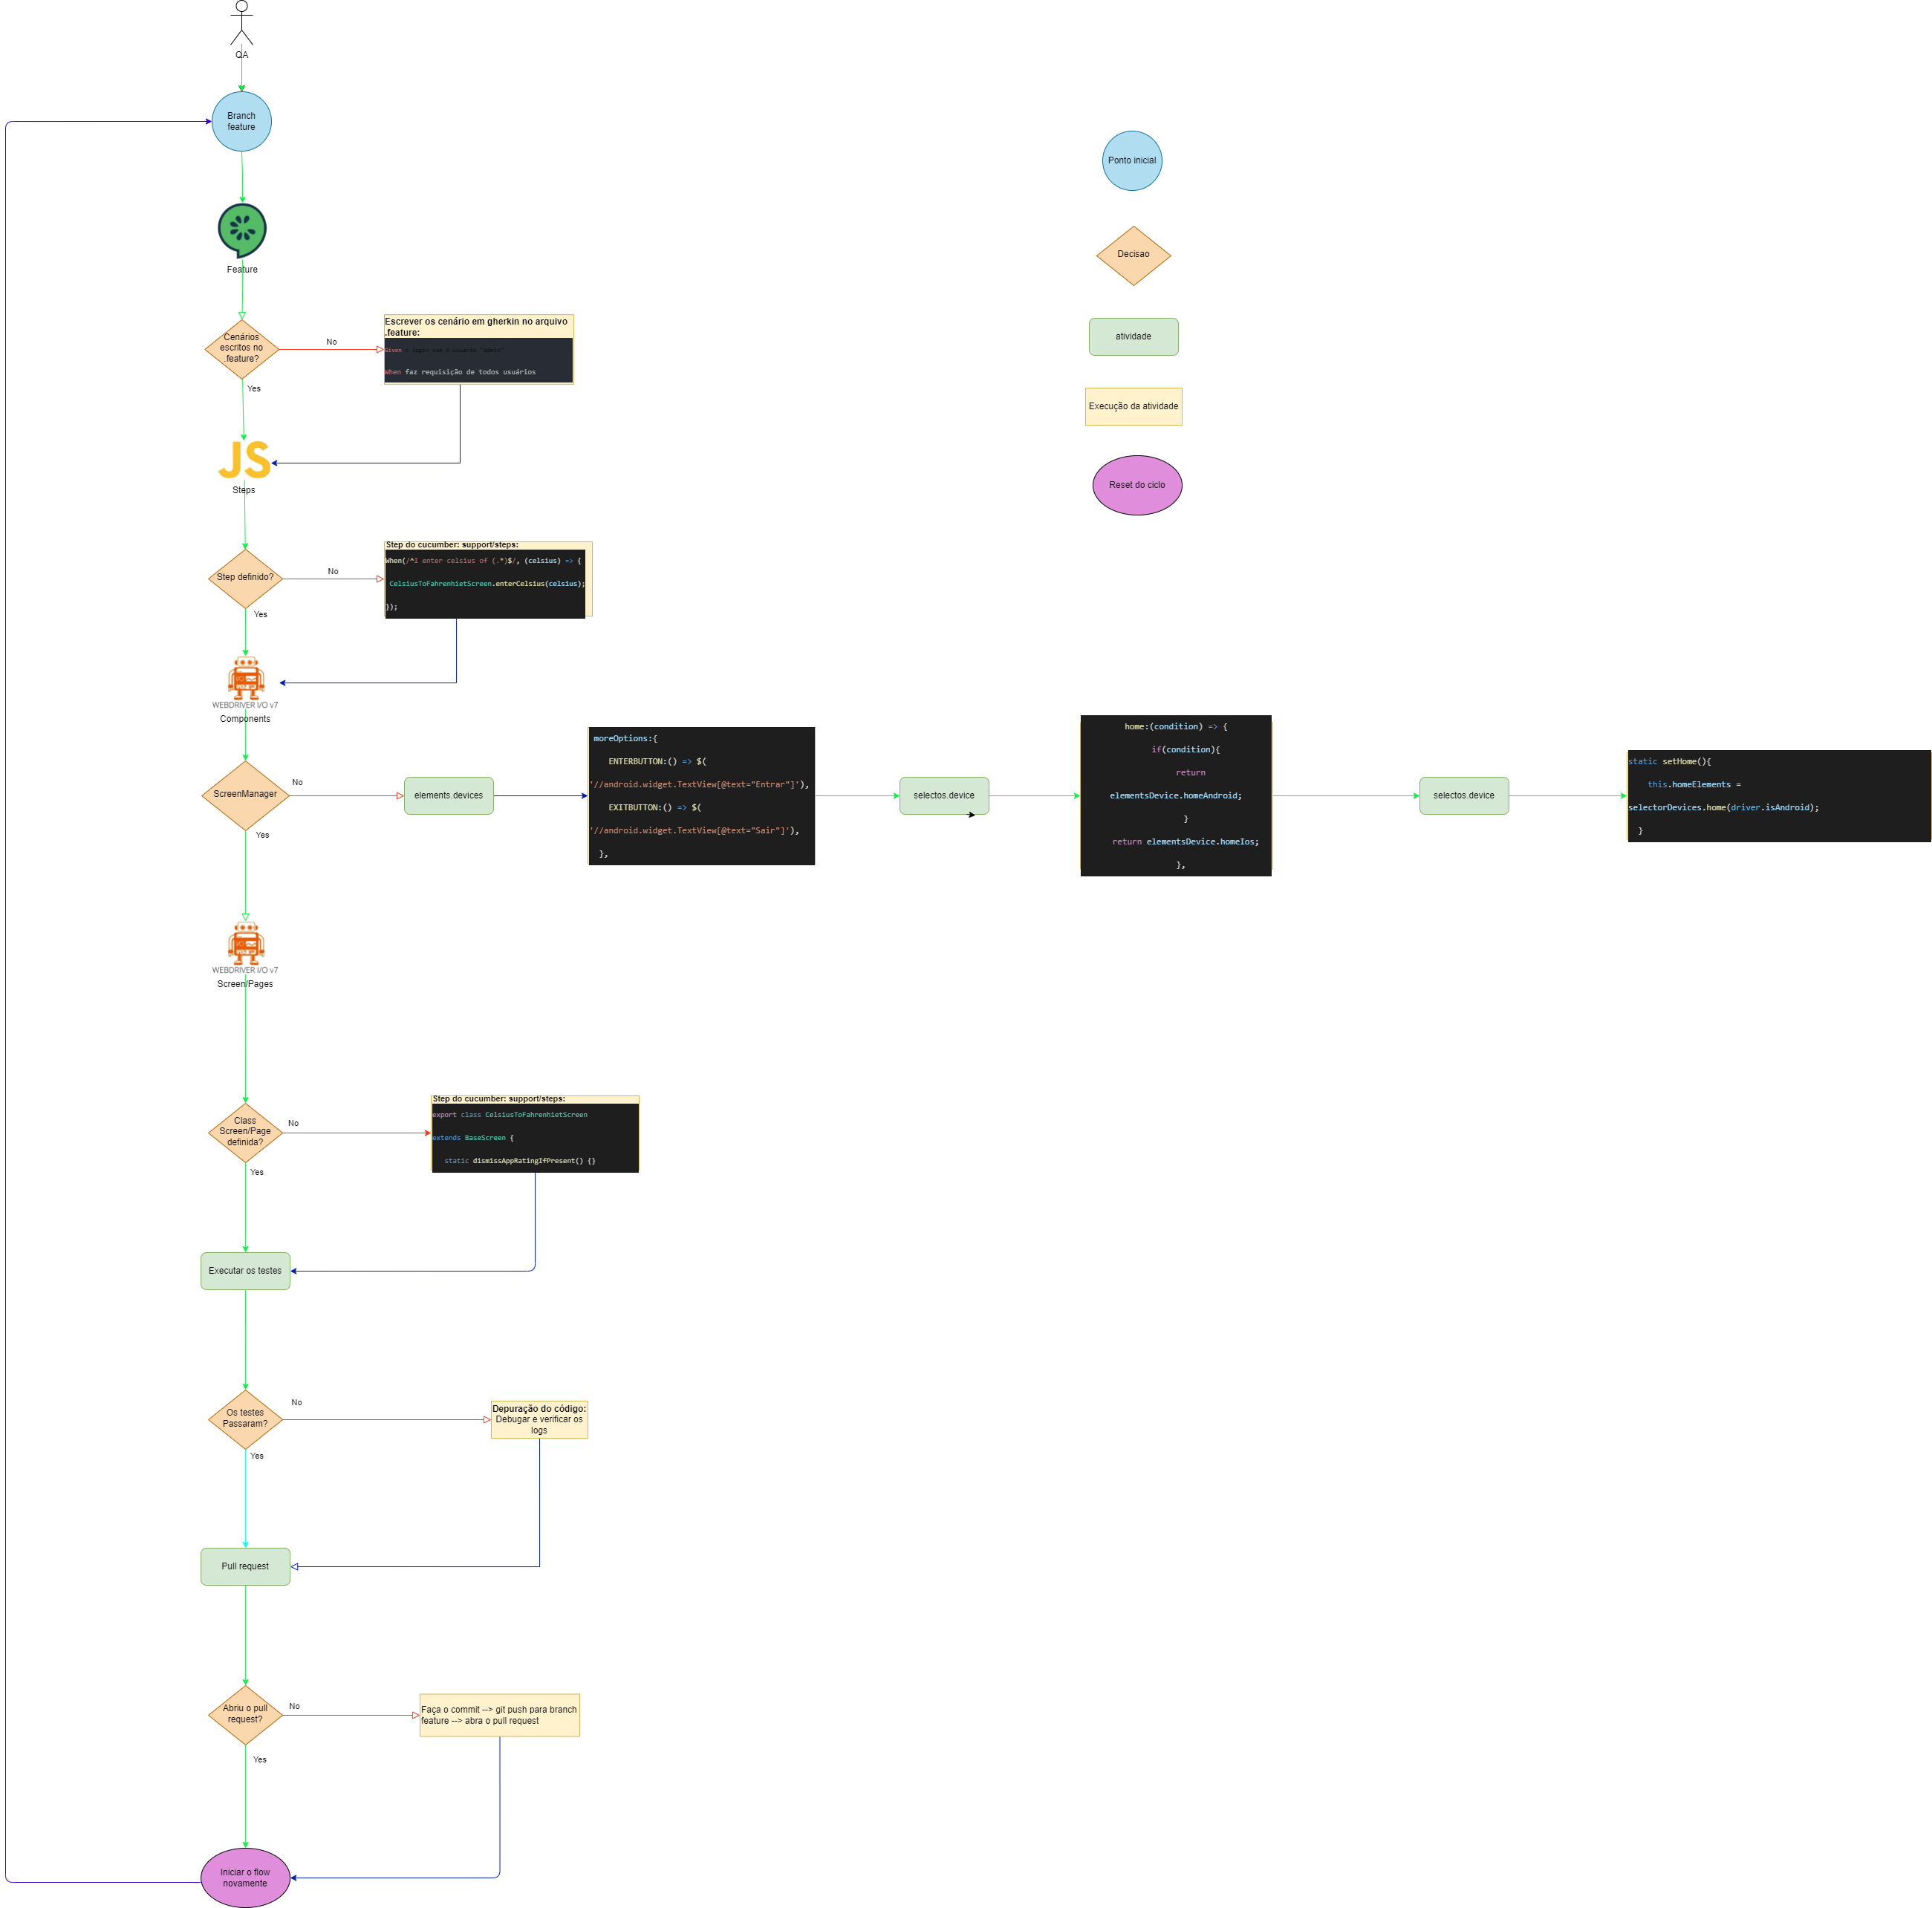 QA
Branch
feature
Ponto inicial
Feature
Decisao
Cenários
escritos no
.feature?
No
Yes
Escrever os cenário em gherkin no arquivo
.feature:
Given o login com o usuario "admin"
When faz requisição de todos usuários
atividade
Execução da atividade
JS
Steps
Reset do ciclo
Step definido?
No
Yes
Step do cucumber: support/steps:
When(/^I enter celsius of (.*)$/, (celsius) => {
CelsiusToFahrenhietScreen.enterCelsius(celsius);
});
WEBDRIVER I/O v7
Components
ScreenManager
No
Yes
elements.devices
moreOptions:{
ENTERBUTTON:() => $(
'//android.widget.TextView[@text="Entrar"]'),
EXITBUTTON:() => $(
'//android.widget.TextView[@text="Sair"]'),
},
selectos.device
home:(condition) => {
if(condition){
return
elementsDevice.homeAndroid;
}
return elementsDevice.homeIos;
},
selectos.device
static setHome(){
this.homeElements =
selectorDevices.home(driver.isAndroid);
}
WEBDRIVER I/O v7
Screen/Pages
Class
Screen/Page
definida?
No
Yes
Step do cucumber: support/steps:
export class CelsiusToFahrenhietScreen
extends BaseScreen {
static dismissAppRatingIfPresent() {}
Executar os testes
Os testes
Passaram?
No
Yes
Depuração do código:
Debugar e verificar os
logs
Pull request
Abriu o pull
request?
No
Yes
Faça o commit --> git push para branch
feature --> abra o pull request
Iniciar o flow
novamente